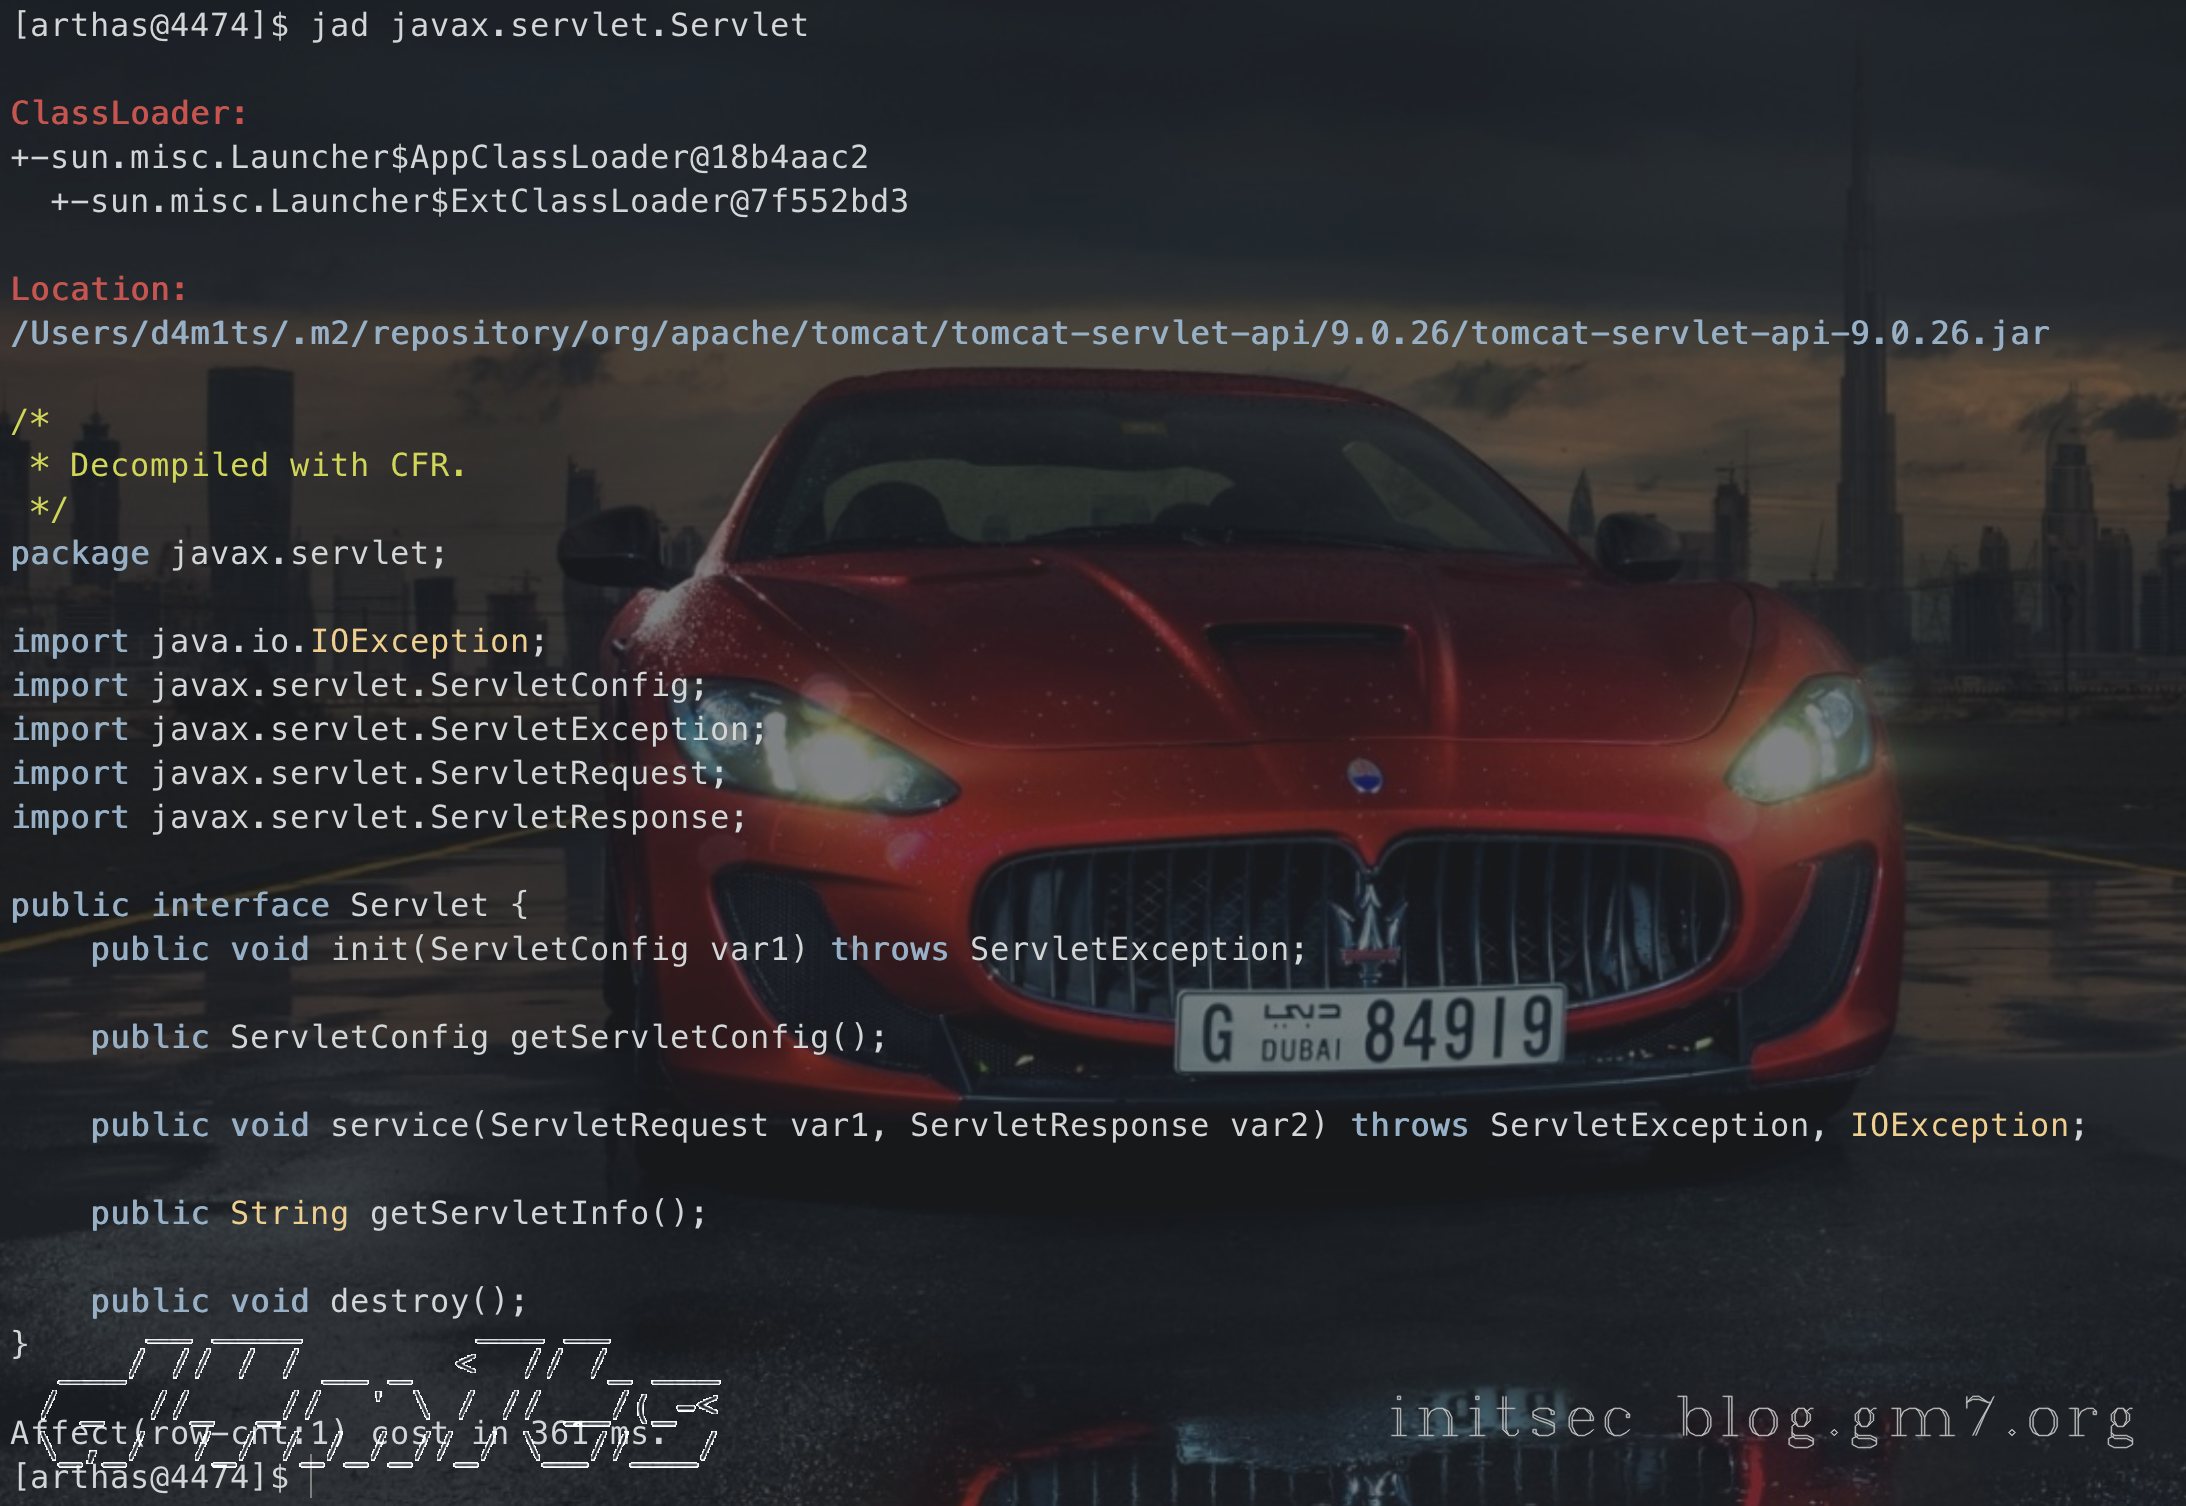 [arthas@4474]$ jad javax.servlet.Servlet
ClassLoader:
+-sun.misc.Launcher$AppClassLoader@18b4aac2
  +-sun.misc.Launcher$ExtClassLoader@7f552bd3
Location:
/Users/d4m1ts/.m2/repository/org/apache/tomcat/tomcat-servlet-api/9.0.26/tomcat-servlet-api-9.0.26.jar
/*
 * Decompiled with CFR.
 */
package javax.servlet;
import java.io.IOException;
import javax.servlet.ServletConfig;
import javax.servlet.ServletException;
import javax.servlet.ServletRequest;
import javax.servlet.ServletResponse;
public interface Servlet {
    public void init(ServletConfig var1) throws ServletException;
    public ServletConfig getServletConfig();
G دبي DUBAI 84919
    public void service(ServletRequest var1, ServletResponse var2) throws ServletException, IOException;
    public String getServletInfo();
    public void destroy();
}
Affect(row-cnt:1) cost in 361 ms.
[arthas@4474]$
initsec blog.gm7.org